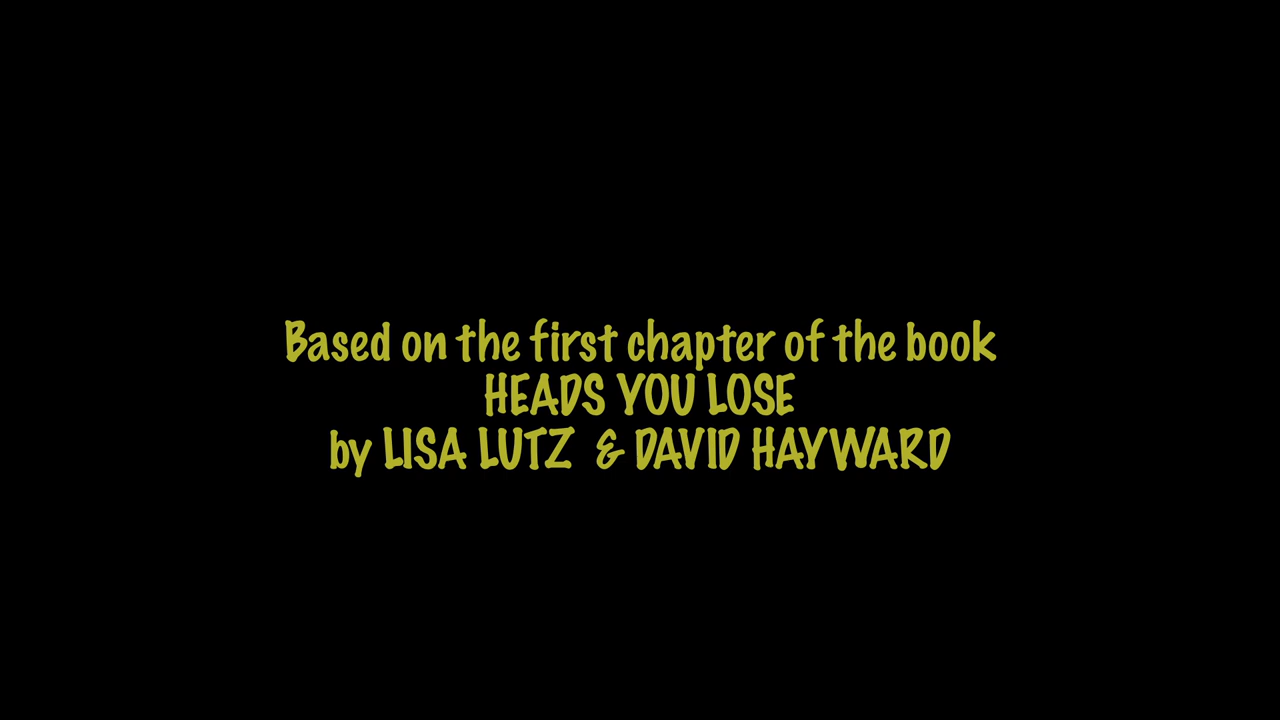 Based on the first chapter of the book
HEADS YOU LOSE
by LISA LUTZ & DAVID HAYWARD